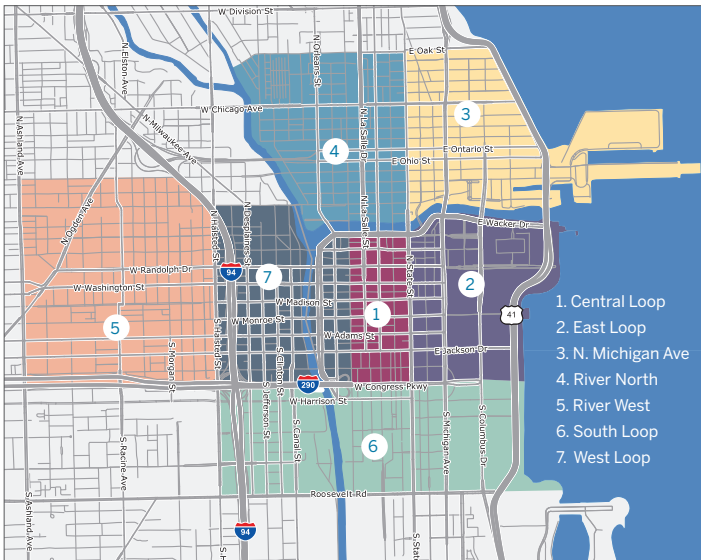 W Division St
N Elston Ave
N Orleans St
E Oak St
N Ashland Ave
W Chicago Ave
N Milwaukee Ave
N La Salle Dr
3
4
E Ontario St
E Ohio St
N Ogden Ave
N Halsted St
N Desplaines St
N La Salle St
E Wacker Dr
N State St
W Randolph Dr
94
7
2
W Washington St
W Madison St
1
41
5
W Monroe St
S Halsted St
W Adams St
E Jackson Dr
S Morgan St
S Clinton St
290
W Congress Pkwy
S Jefferson St
W Harrison St
S Canal St
S Michigan Ave
S Columbus Dr
6
S Racine Ave
Roosevelt Rd
S Ashland Ave
94
S H
S Stat
1. Central Loop
2. East Loop
3. N. Michigan Ave
4. River North
5. River West
6. South Loop
7. West Loop